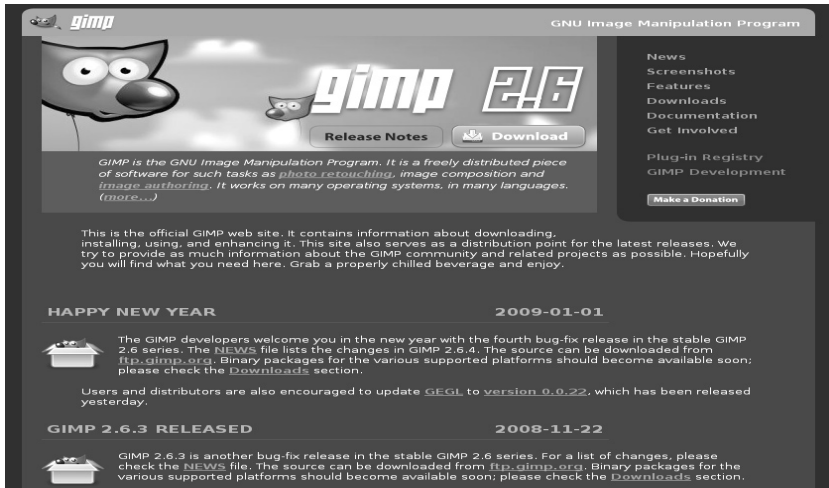 gimp
GNU Image Manipulation Program
gimp 2.6
Release Notes
Download
News
Screenshots
Features
Downloads
Documentation
Get Involved
Plug-in Registry
GIMP Development
Make a Donation
GIMP is the GNU Image Manipulation Program. It is a freely distributed piece
of software for such tasks as photo retouching, image composition and
image authoring. It works on many operating systems, in many languages.
(more...)
This is the official GIMP web site. It contains information about downloading,
installing, using, and enhancing it. This site also serves as a distribution point for the latest releases. We
try to provide as much information about the GIMP community and related projects as possible. Hopefully
you will find what you need here. Grab a properly chilled beverage and enjoy.
HAPPY NEW YEAR 2009-01-01
The GIMP developers welcome you in the new year with the fourth bug-fix release in the stable GIMP
2.6 series. The NEWS file lists the changes in GIMP 2.6.4. The source can be downloaded from
ftp.gimp.org. Binary packages for the various supported platforms should become available soon;
please check the Downloads section.
Users and distributors are also encouraged to update GEGL to version 0.0.22, which has been released
yesterday.
GIMP 2.6.3 RELEASED 2008-11-22
GIMP 2.6.3 is another bug-fix release in the stable GIMP 2.6 series. For a list of changes, please
check the NEWS file. The source can be downloaded from ftp.gimp.org. Binary packages for the
various supported platforms should become available soon; please check the Downloads section.